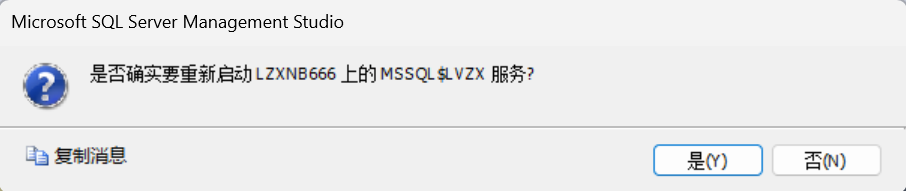 Microsoft SQL Server Management Studio
是否确实要重新启动 LZXNB666 上的 MSSQL$LVZX 服务?
复制消息
是(Y)
否(N)